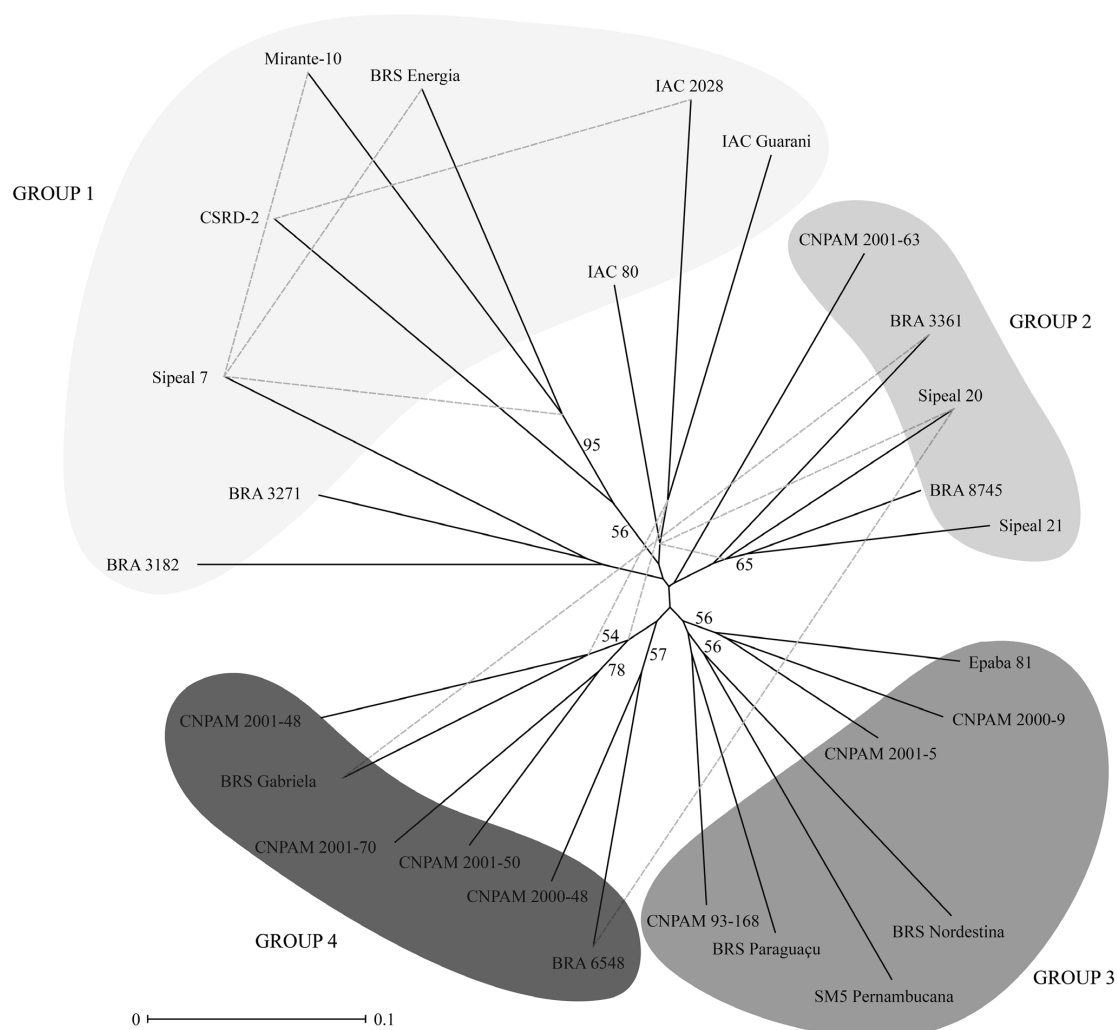 Mirante-10
BRS Energia
IAC 2028
IAC Guarani
GROUP 1
CSRD-2
CNPAM 2001-63
IAC 80
BRA 3361
GROUP 2
Sipeal 7
Sipeal 20
95
BRA 3271
BRA 8745
56
Sipeal 21
BRA 3182
65
56
54
56
57
78
Epaba 81
CNPAM 2001-48
CNPAM 2000-9
CNPAM 2001-5
BRS Gabriela
CNPAM 2001-70
CNPAM 2001-50
CNPAM 2000-48
CNPAM 93-168
BRS Nordestina
GROUP 4
BRS Paraguaçu
BRA 6548
GROUP 3
SM5 Pernambucana
0
0.1